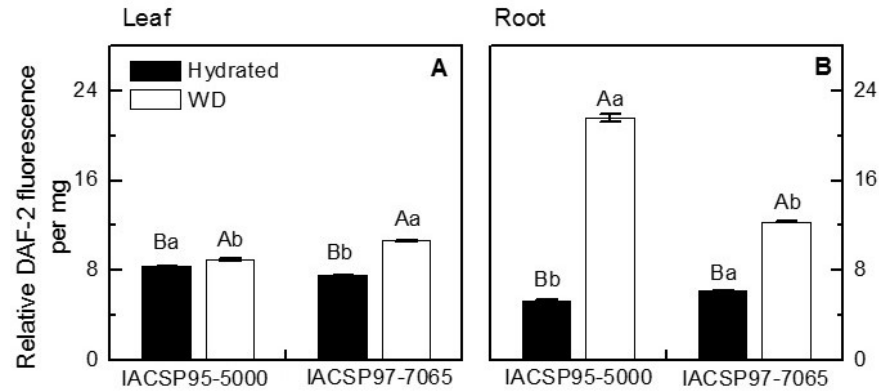 Leaf
Root
Relative DAF-2 fluorescence
per mg
24
16
8
0
Hydrated
WD
A
Ba
Ab
Bb
Aa
IACSP95-5000
IACSP97-7065
B
Aa
Ab
Bb
Ba
24
16
8
0
IACSP95-5000
IACSP97-7065